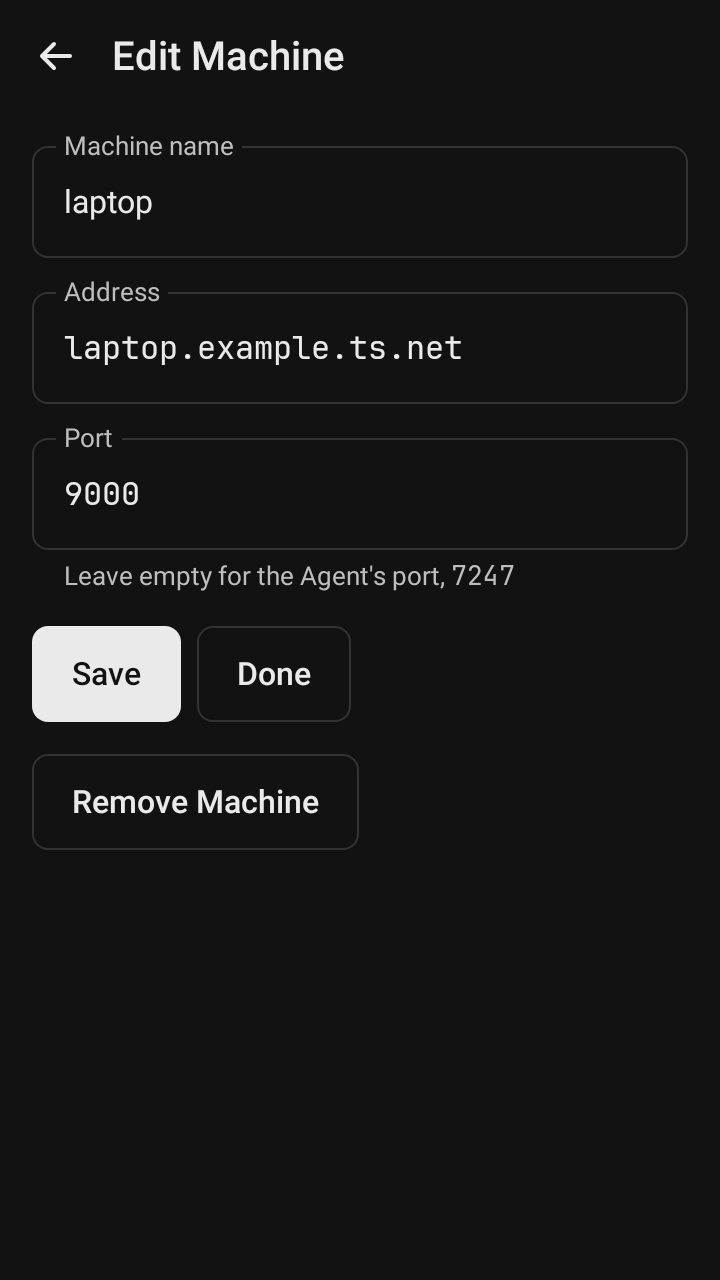 Edit Machine
Machine name
laptop
Address
laptop.example.ts.net
Port
9000
Leave empty for the Agent's port, 7247
Save
Done
Remove Machine